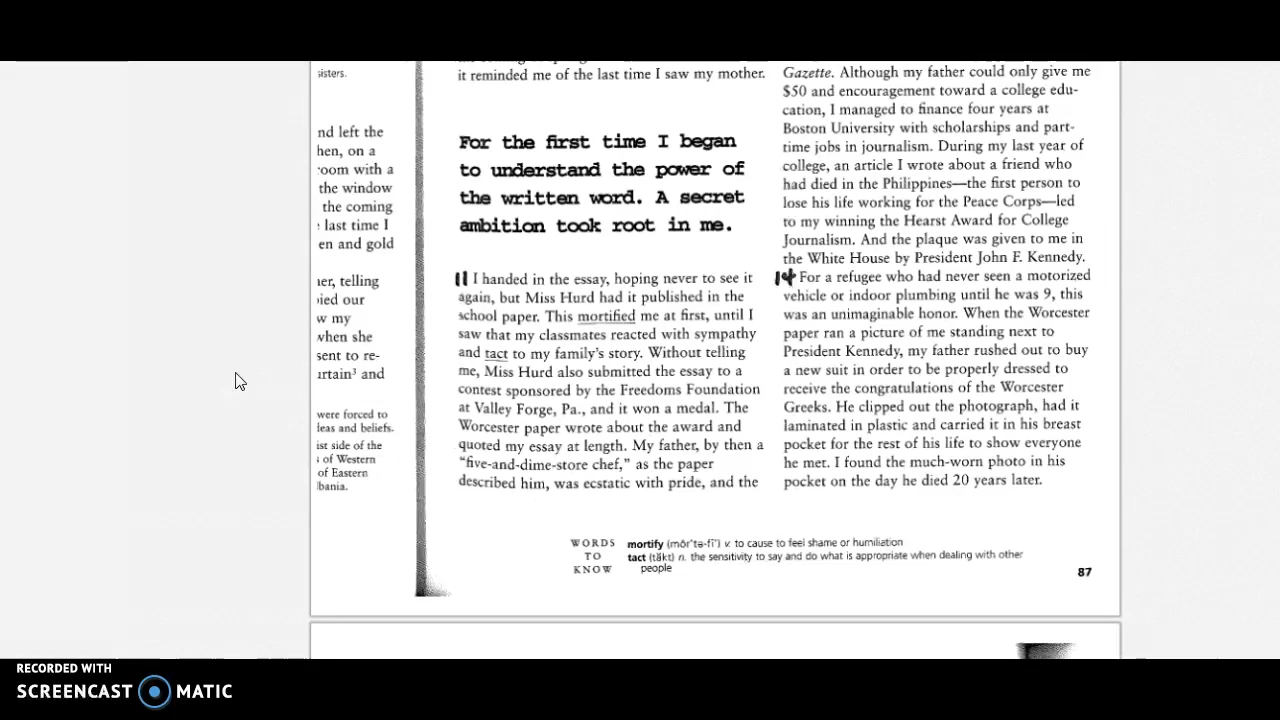 sisters.
nd left the
hen, on a
room with a
the window
the coming
last time I
en and gold
her, telling
ied our
w my
when she
sent to re-
urtain³ and
were forced to
leas and beliefs.
ist side of the
of Western
of Eastern
lbania.
it reminded me of the last time I saw my mother.
For the first time I began
to understand the power of
the written word. A secret
ambition took root in me.
11 I handed in the essay, hoping never to see it
again, but Miss Hurd had it published in the
school paper. This mortified me at first, until I
saw that my classmates reacted with sympathy
and tact to my family's story. Without telling
me, Miss Hurd also submitted the essay to a
contest sponsored by the Freedoms Foundation
at Valley Forge, Pa., and it won a medal. The
Worcester paper wrote about the award and
quoted my essay at length. My father, by then a
"five-and-dime-store chef," as the paper
described him, was ecstatic with pride, and the
Gazette. Although my father could only give me
$50 and encouragement toward a college edu-
cation, I managed to finance four years at
Boston University with scholarships and part-
time jobs in journalism. During my last year of
college, an article I wrote about a friend who
had died in the Philippines—the first person to
lose his life working for the Peace Corps—led
to my winning the Hearst Award for College
Journalism. And the plaque was given to me in
the White House by President John F. Kennedy.
14 For a refugee who had never seen a motorized
vehicle or indoor plumbing until he was 9, this
was an unimaginable honor. When the Worcester
paper ran a picture of me standing next to
President Kennedy, my father rushed out to buy
a new suit in order to be properly dressed to
receive the congratulations of the Worcester
Greeks. He clipped out the photograph, had it
laminated in plastic and carried it in his breast
pocket for the rest of his life to show everyone
he met. I found the much-worn photo in his
pocket on the day he died 20 years later.
WORDS
TO
KNOW
mortify (môr'tə-fī') v. to cause to feel shame or humiliation
tact (tăkt) n. the sensitivity to say and do what is appropriate when dealing with other
people
87
RECORDED WITH
SCREENCAST MATIC